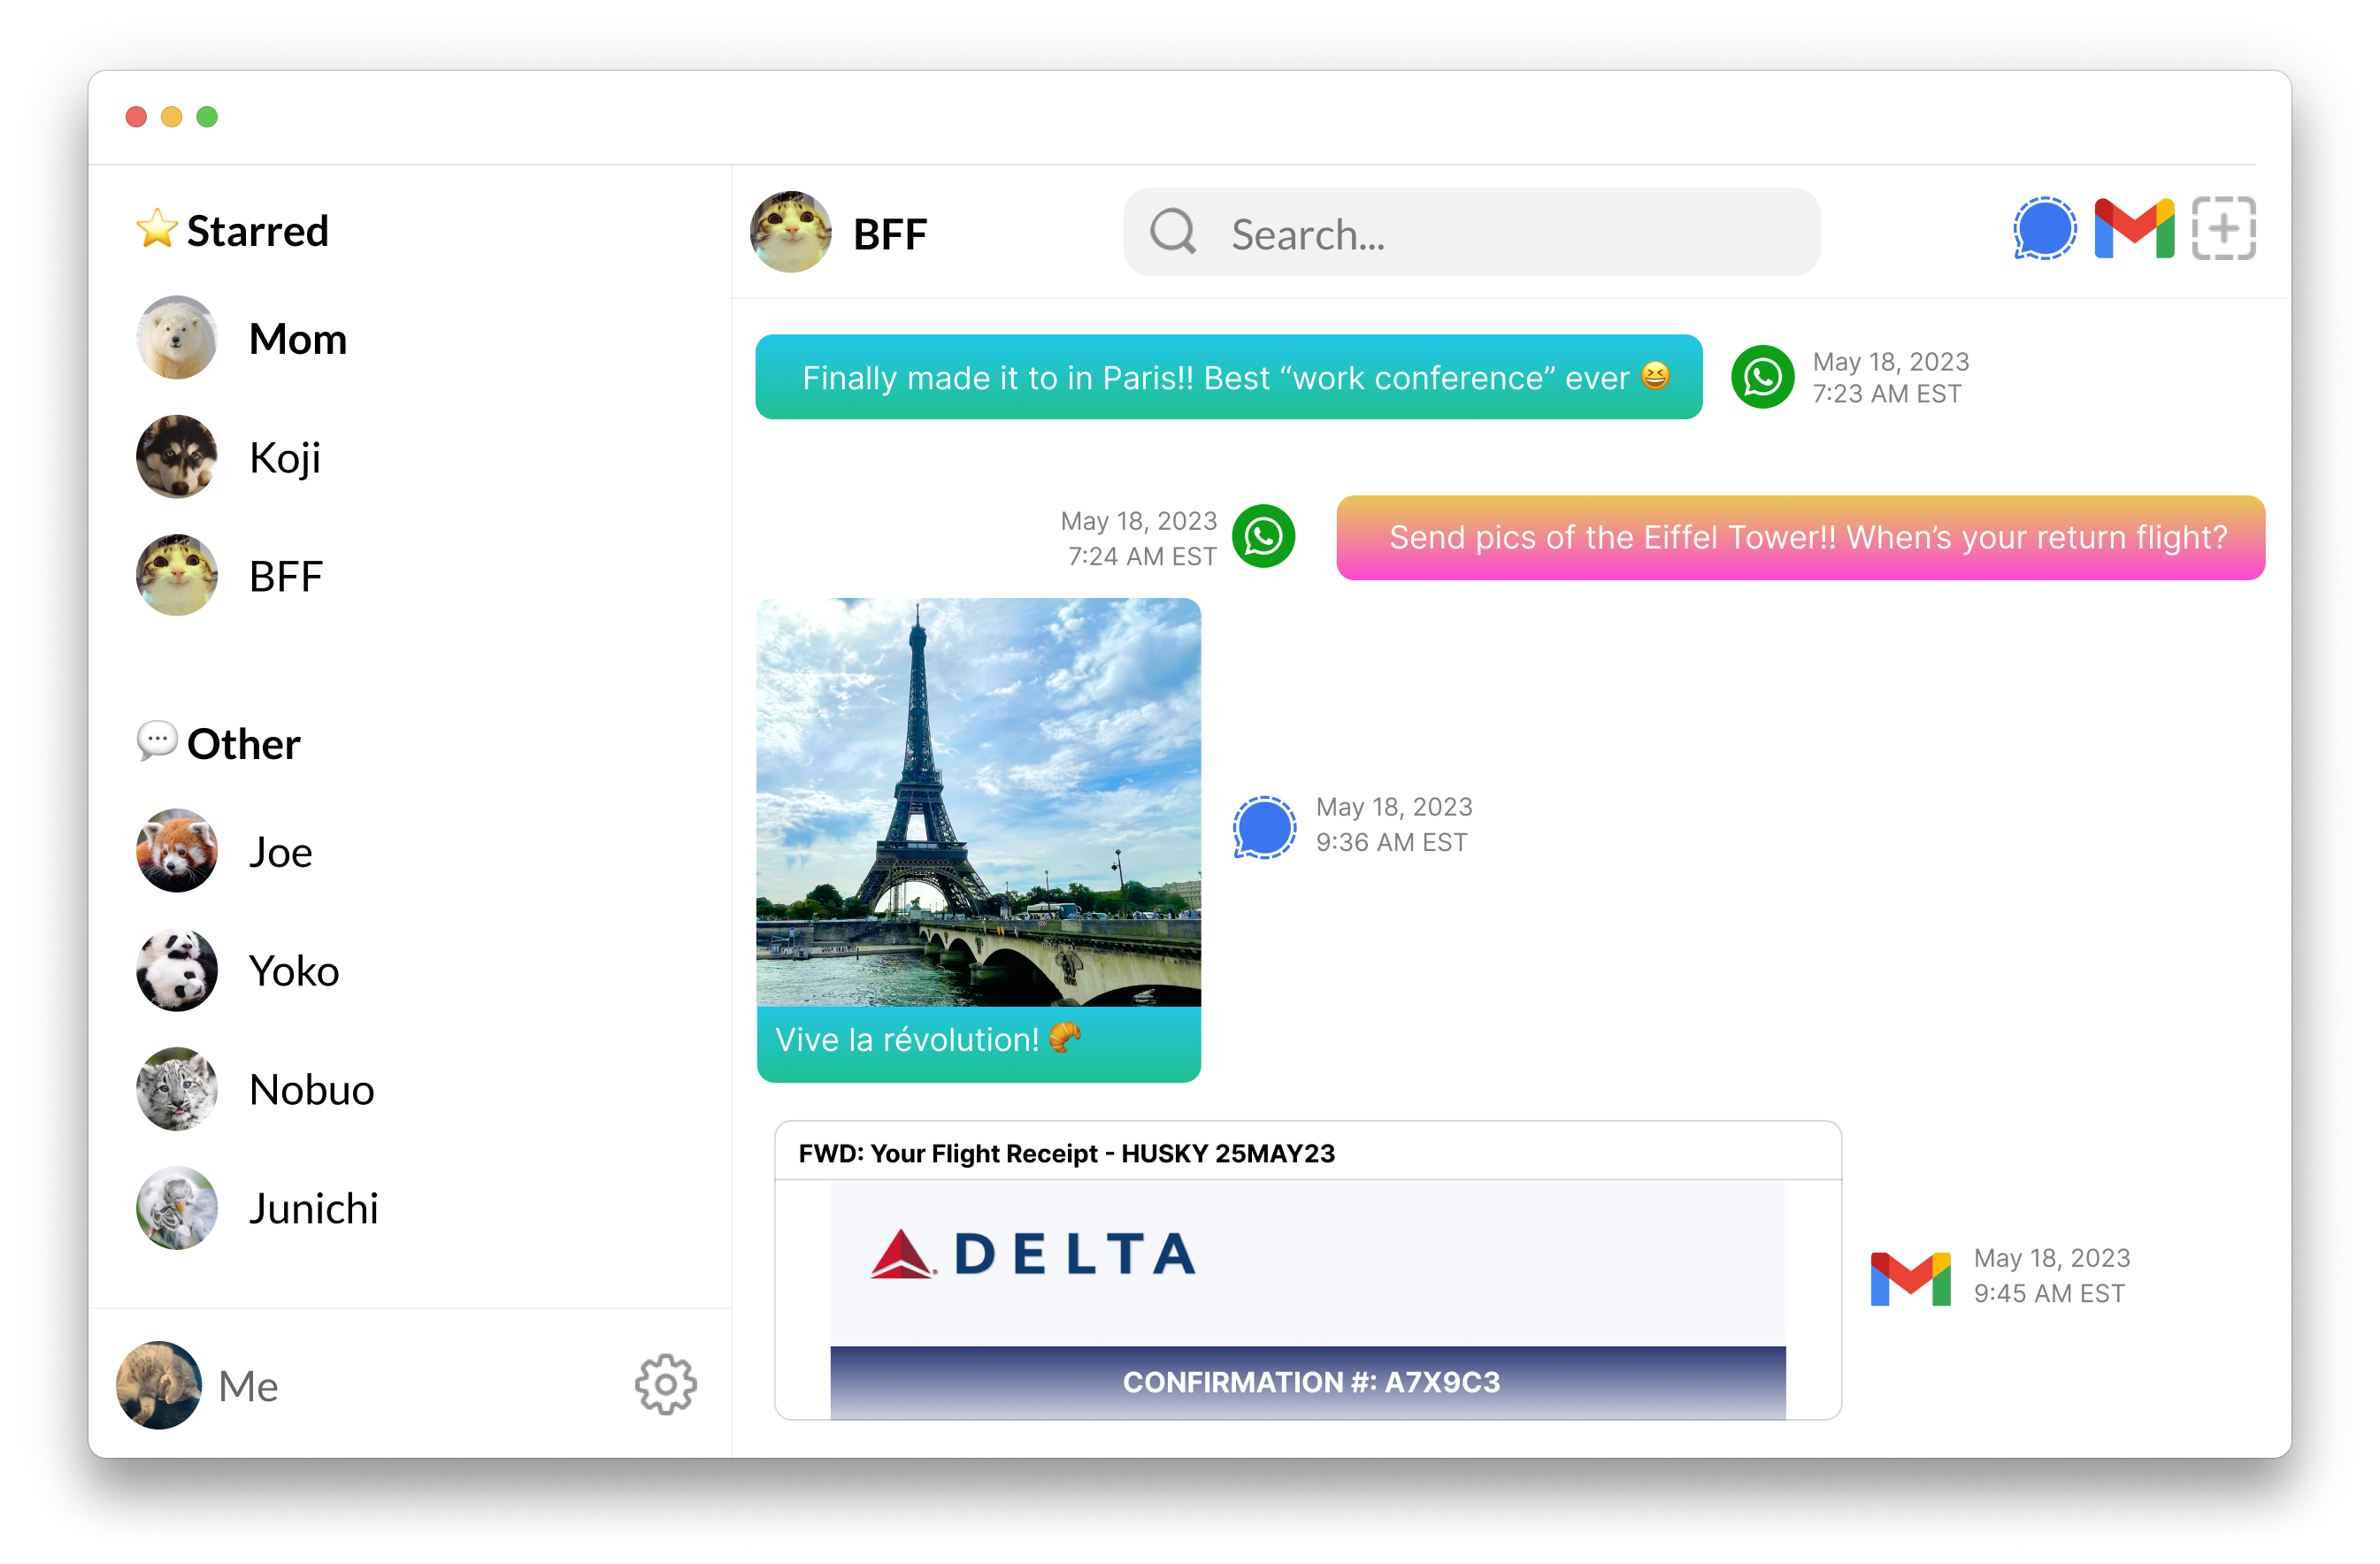 ⭐ Starred
Mom
Koji
BFF
💬 Other
Joe
Yoko
Nobuo
Junichi
Me
BFF
Search...
Finally made it to in Paris!! Best “work conference” ever 😆
May 18, 2023
7:23 AM EST
May 18, 2023
7:24 AM EST
Send pics of the Eiffel Tower!! When’s your return flight?
May 18, 2023
9:36 AM EST
Vive la révolution! 🥐
FWD: Your Flight Receipt - HUSKY 25MAY23
DELTA
CONFIRMATION #: A7X9C3
May 18, 2023
9:45 AM EST